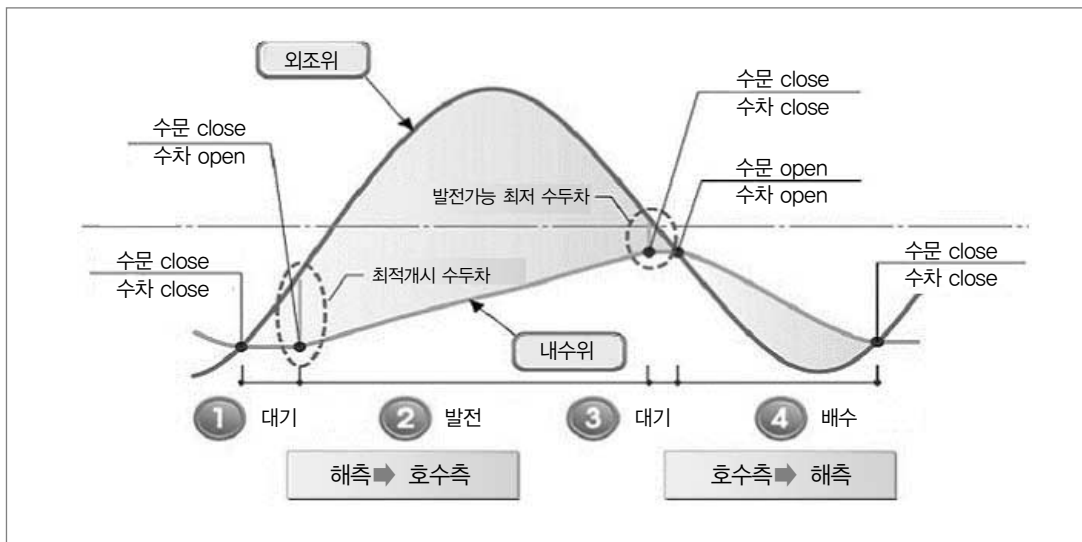 외조위
수문 close
수차 close
수문 close
수차 open
발전가능 최저 수두차
수문 open
수차 open
수문 close
수차 close
최적개시 수두차
수문 close
수차 close
내수위
1 대기
2 발전
3 대기
4 배수
해측 ➡ 호수측
호수측 ➡ 해측